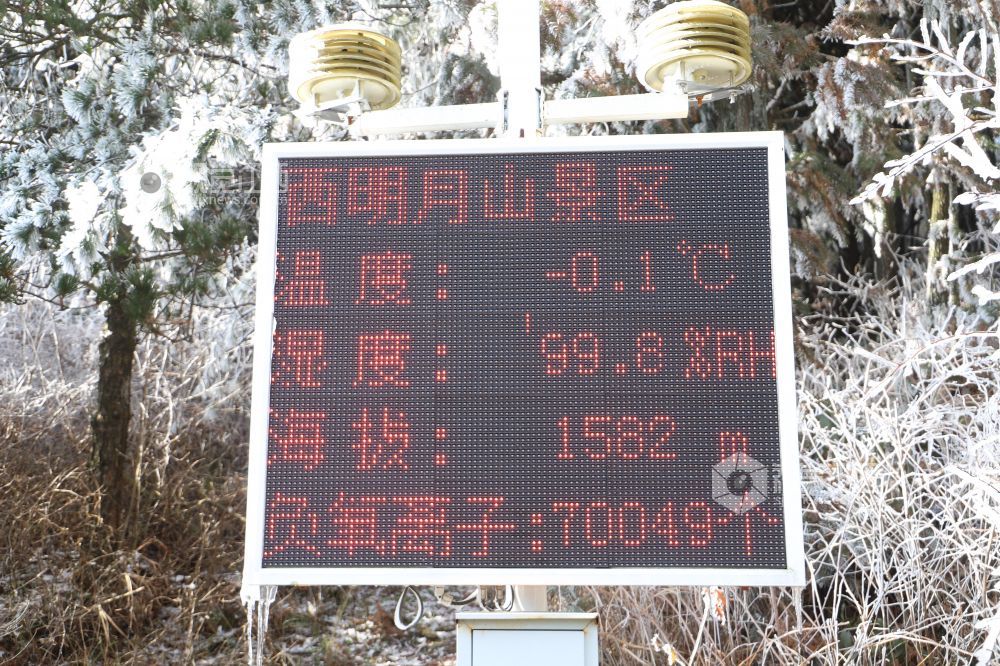 西明月山景区
温 度： -0.1℃
湿 度： 99.8%RH
海 拔： 1582 m
负氧离子:70049个